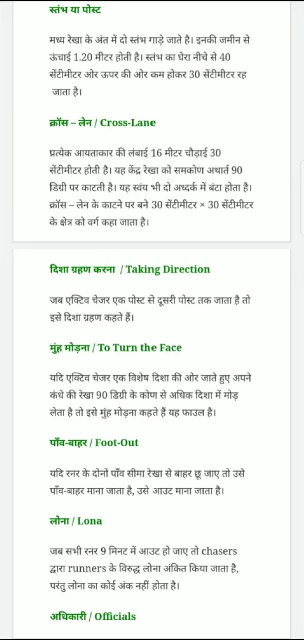 स्तंभ या पोस्ट
मध्य रेखा के अंत में दो स्तंभ गाड़े जाते है। इनकी जमीन से
ऊंचाई 1.20 मीटर होती है। स्तंभ का घेरा नीचे से 40
सेंटीमीटर ओर ऊपर की ओर कम होकर 30 सेंटीमीटर रह
जाता है।
क्रॉस – लेन / Cross-Lane
प्रत्येक आयताकार की लंबाई 16 मीटर चौड़ाई 30
सेंटीमीटर होती है। यह केंद्र रेखा को समकोण अथार्त 90
डिग्री पर काटती है। यह स्वंय भी दो अर्ध्दक में बंटा होता है।
क्रॉस – लेन के काटने पर बने 30 सेंटीमीटर × 30 सेंटीमीटर
के क्षेत्र को वर्ग कहा जाता है।
दिशा ग्रहण करना / Taking Direction
जब एक्टिव चेजर एक पोस्ट से दूसरी पोस्ट तक जाता है तो
इसे दिशा ग्रहण कहते हैं।
मुंह मोड़ना / To Turn the Face
यदि एक्टिव चेजर एक विशेष दिशा की ओर जाते हुए अपने
कंधे की रेखा 90 डिग्री के कोण से अधिक दिशा में मोड़
लेता है तो इसे मुंह मोड़ना कहते हैं यह फाउल है।
पाँव-बाहर / Foot-Out
यदि रनर के दोनों पाँव सीमा रेखा से बाहर छू जाए तो उसे
पाँव-बाहर माना जाता है, उसे आउट माना जाता है।
लोना / Lona
जब सभी रनर 9 मिनट में आउट हो जाए तो chasers
द्वारा runners के विरुद्ध लोना अंकित किया जाता है,
परंतु लोना का कोई अंक नहीं होता है।
अधिकारी / Officials